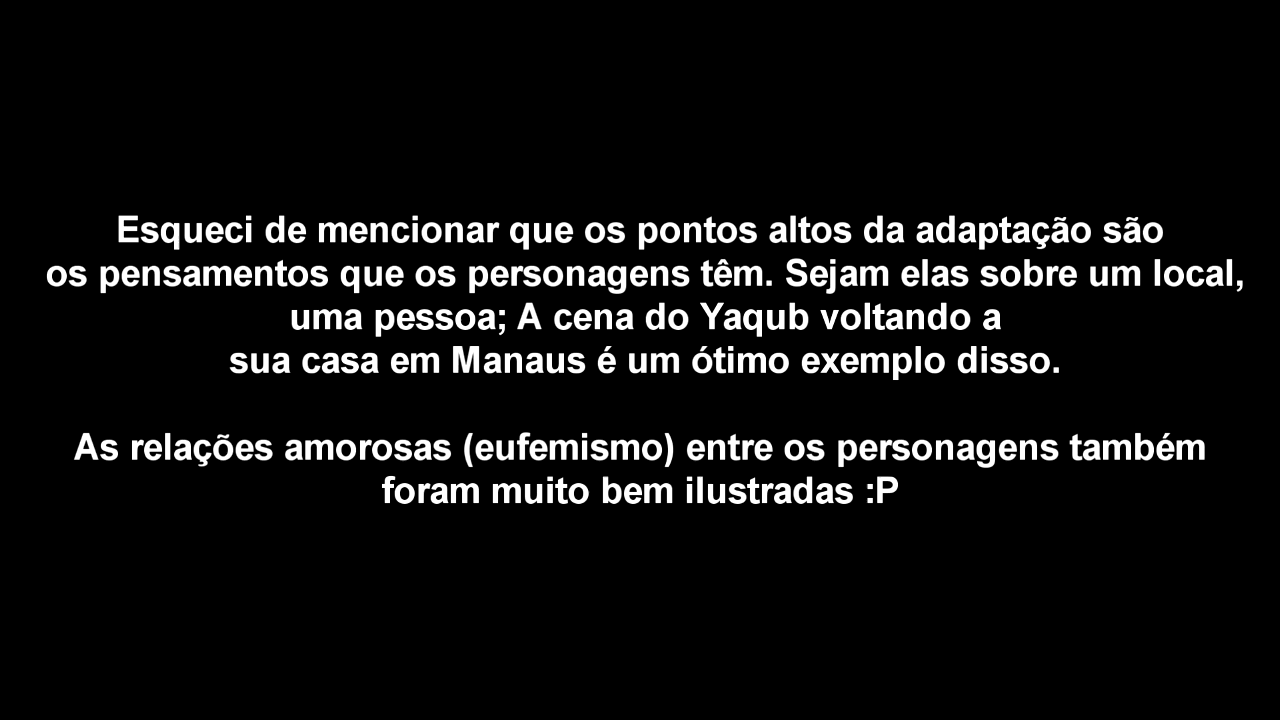 Esqueci de mencionar que os pontos altos da adaptação são
os pensamentos que os personagens têm. Sejam elas sobre um local,
uma pessoa; A cena do Yaqub voltando a
sua casa em Manaus é um ótimo exemplo disso.
As relações amorosas (eufemismo) entre os personagens também
foram muito bem ilustradas :P